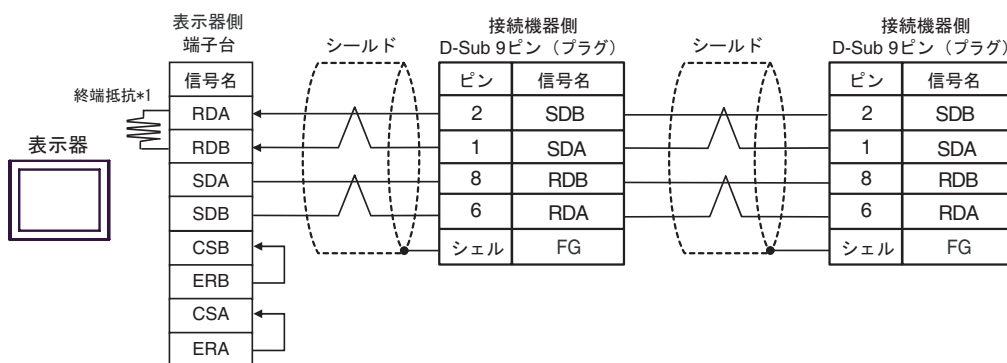 表示器側
端子台
シールド
接続機器側
D-Sub 9ピン（プラグ）
シールド
接続機器側
D-Sub 9ピン（プラグ）
終端抵抗*1
表示器
信号名
RDA
RDB
SDA
SDB
CSB
ERB
CSA
ERA
ピン 信号名
2 SDB
1 SDA
8 RDB
6 RDA
シェル FG
ピン 信号名
2 SDB
1 SDA
8 RDB
6 RDA
シェル FG